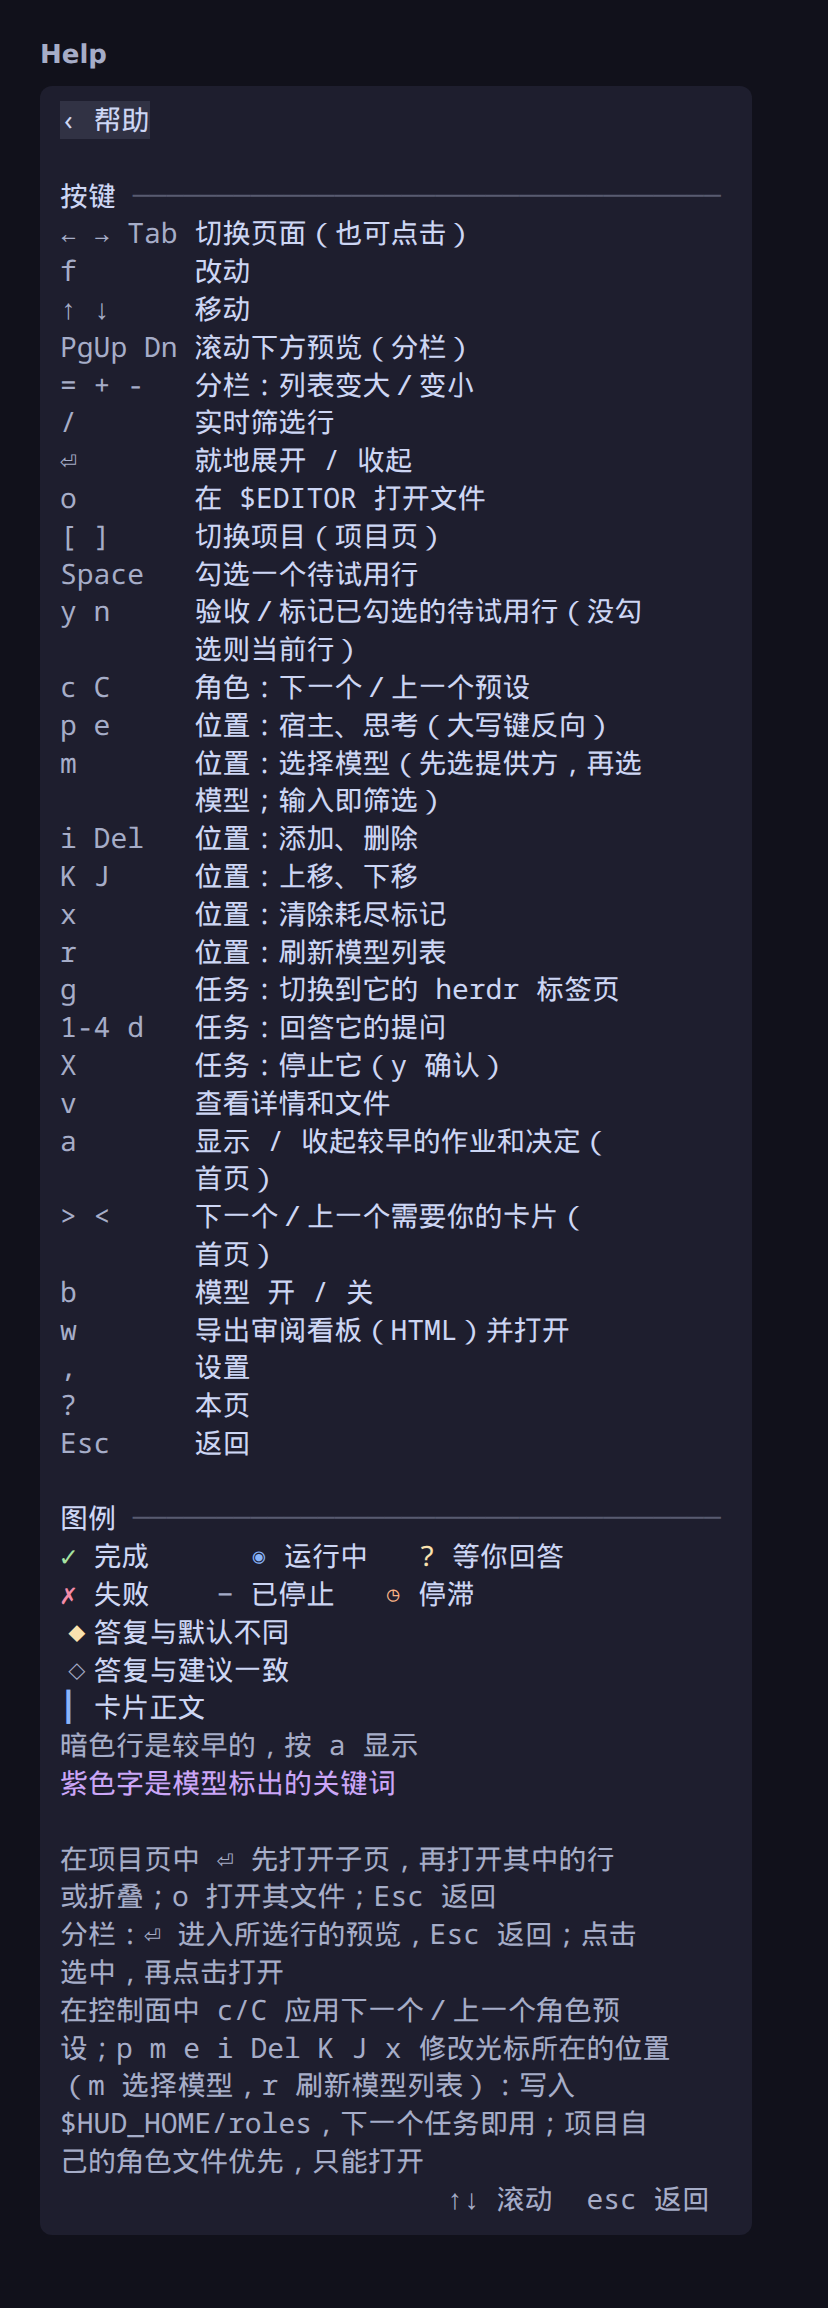 Help
‹ 帮助
按键
← → Tab 切换页面（也可点击）
f 改动
↑ ↓ 移动
PgUp Dn 滚动下方预览（分栏）
= + - 分栏：列表变大／变小
/ 实时筛选行
⏎ 就地展开 / 收起
o 在 $EDITOR 打开文件
[ ] 切换项目（项目页）
Space 勾选一个待试用行
y n 验收／标记已勾选的待试用行（没勾
选则当前行）
c C 角色：下一个／上一个预设
p e 位置：宿主、思考（大写键反向）
m 位置：选择模型（先选提供方，再选
模型；输入即筛选）
i Del 位置：添加、删除
K J 位置：上移、下移
x 位置：清除耗尽标记
r 位置：刷新模型列表
g 任务：切换到它的 herdr 标签页
1-4 d 任务：回答它的提问
X 任务：停止它（y 确认）
v 查看详情和文件
a 显示 / 收起较早的作业和决定（
首页）
> < 下一个／上一个需要你的卡片（
首页）
b 模型 开 / 关
w 导出审阅看板（HTML）并打开
, 设置
? 本页
Esc 返回
图例
✓ 完成 ◉ 运行中 ? 等你回答
✗ 失败 – 已停止 ◷ 停滞
◆ 答复与默认不同
◇ 答复与建议一致
┃ 卡片正文
暗色行是较早的，按 a 显示
紫色字是模型标出的关键词
在项目页中 ⏎ 先打开子页，再打开其中的行
或折叠；o 打开其文件；Esc 返回
分栏：⏎ 进入所选行的预览，Esc 返回；点击
选中，再点击打开
在控制面中 c/C 应用下一个／上一个角色预
设；p m e i Del K J x 修改光标所在的位置
（m 选择模型，r 刷新模型列表）：写入
$HUD_HOME/roles，下一个任务即用；项目自
己的角色文件优先，只能打开
↑↓ 滚动 esc 返回